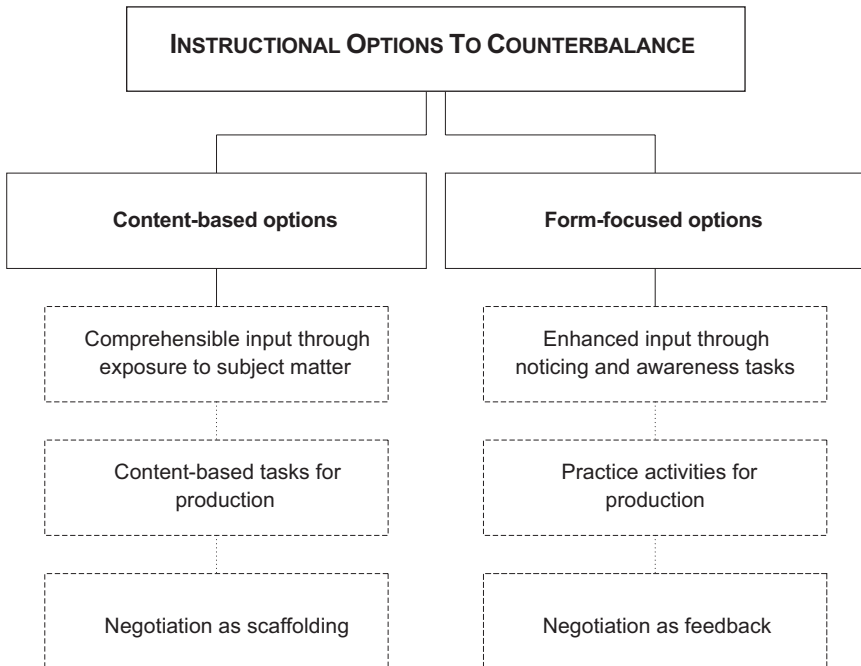 INSTRUCTIONAL OPTIONS TO COUNTERBALANCE
Content-based options
Form-focused options
Comprehensible input through
exposure to subject matter
Enhanced input through
noticing and awareness tasks
Content-based tasks for
production
Practice activities for
production
Negotiation as scaffolding
Negotiation as feedback